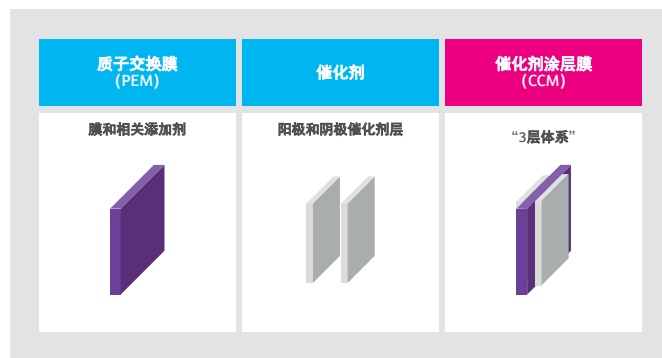 质子交换膜
(PEM)
催化剂
催化剂涂层膜
(CCM)
膜和相关添加剂
阳极和阴极催化剂层
“3层体系”